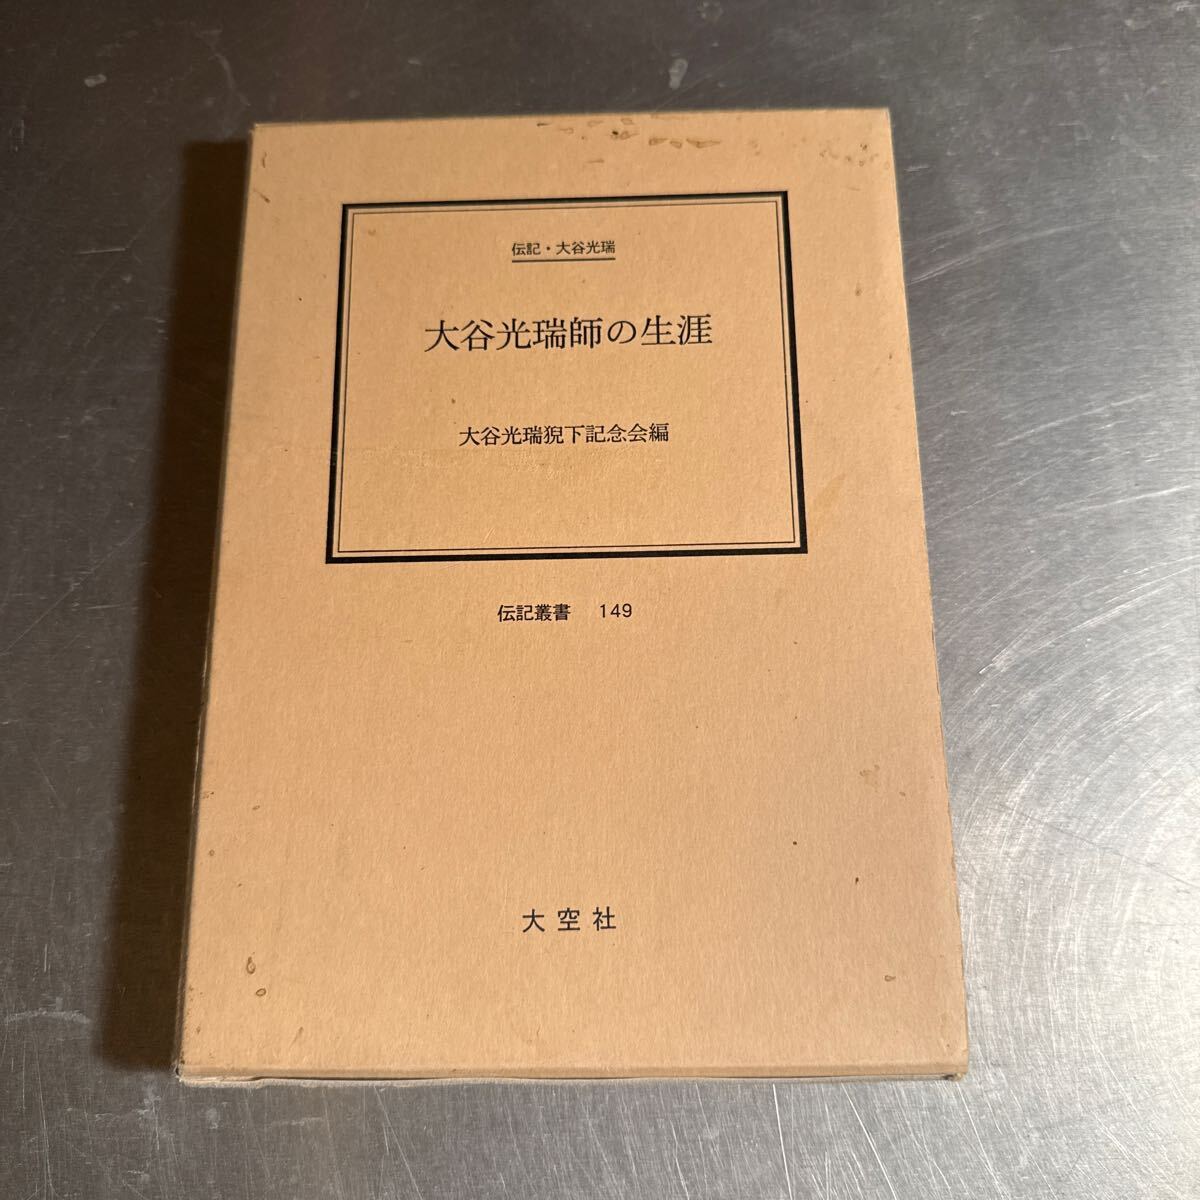 伝記・大谷光瑞
大谷光瑞師の生涯
大谷光瑞猊下記念会編
伝記叢書 149
大空社